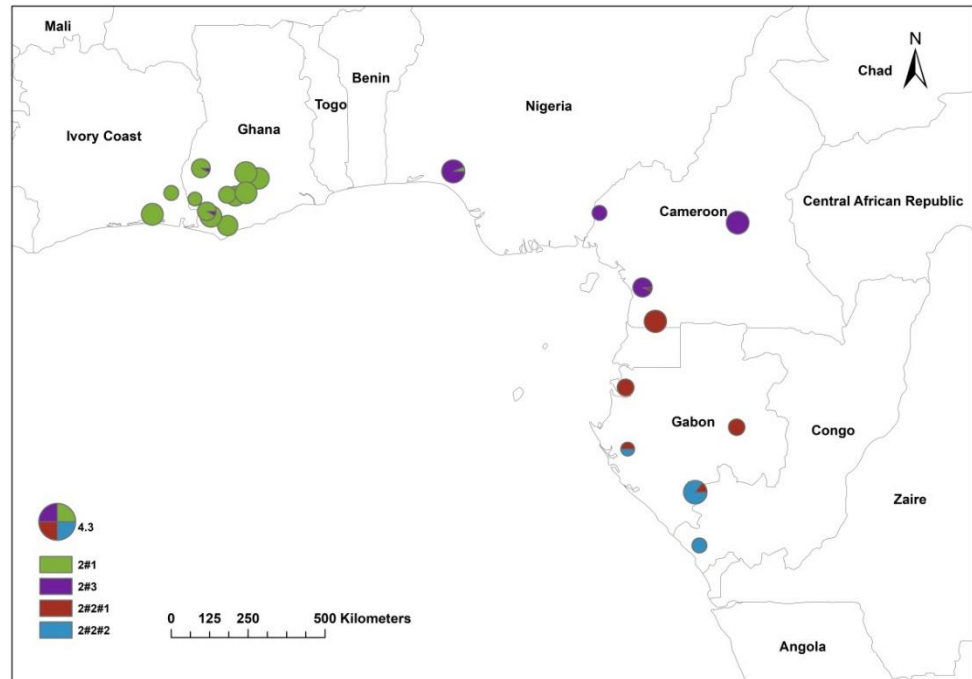 Mali
N
Chad
Benin
Nigeria
Togo
Ivory Coast
Ghana
Central African Republic
Cameroon
Gabon
Congo
Zaire
4.3
2#1
2#3
2#2#1
2#2#2
0 125 250 500 Kilometers
Angola